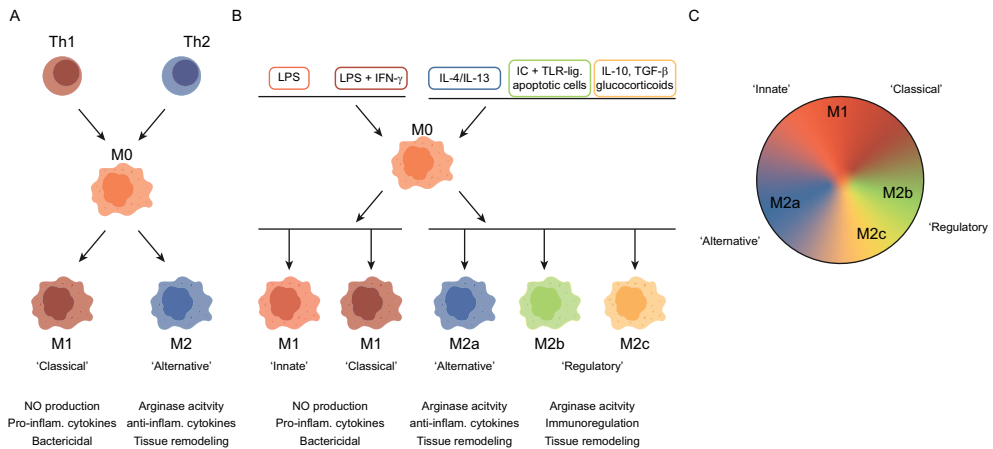 A
Th1
Th2
M0
M1
M2
'Classical'
'Alternative'
NO production
Pro-inflam. cytokines
Bactericidal
Arginase acitvity
anti-inflam. cytokines
Tissue remodeling
B
LPS
LPS + IFN-γ
IL-4/IL-13
IC + TLR-lig.
apoptotic cells
IL-10, TGF-β
glucocorticoids
M0
M1
M1
M2a
M2b
M2c
'Innate'
'Classical'
'Alternative'
'Regulatory'
NO production
Pro-inflam. cytokines
Bactericidal
Arginase acitvity
anti-inflam. cytokines
Tissue remodeling
Arginase acitvity
Immunoregulation
Tissue remodeling
C
'Innate'
'Classical'
M1
M2a
M2b
M2c
'Alternative'
'Regulatory